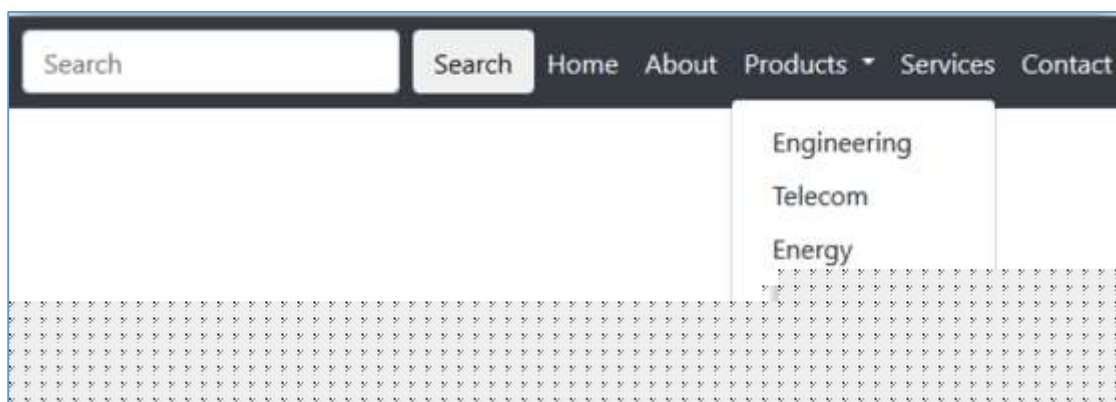 Search Search Home About Products Services Contact
Engineering
Telecom
Energy